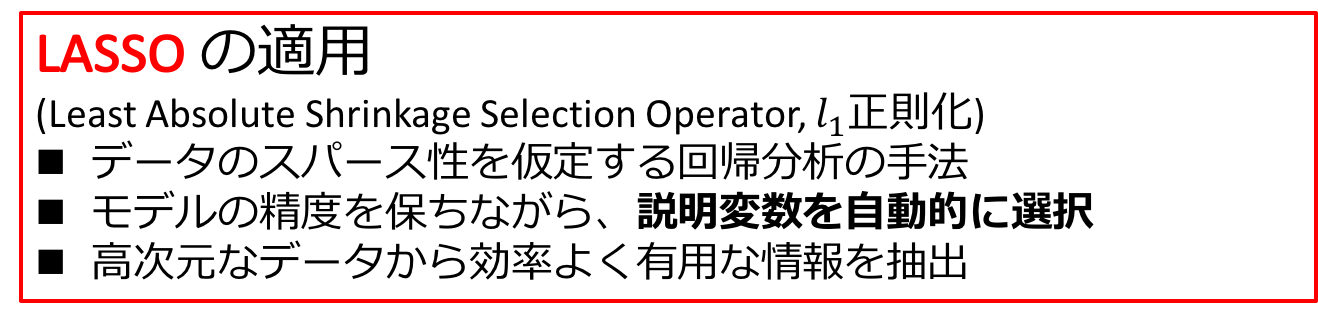 LASSO の適用
(Least Absolute Shrinkage Selection Operator, l₁正則化)
■ データのスパース性を仮定する回帰分析の手法
■ モデルの精度を保ちながら、説明変数を自動的に選択
■ 高次元なデータから効率よく有用な情報を抽出